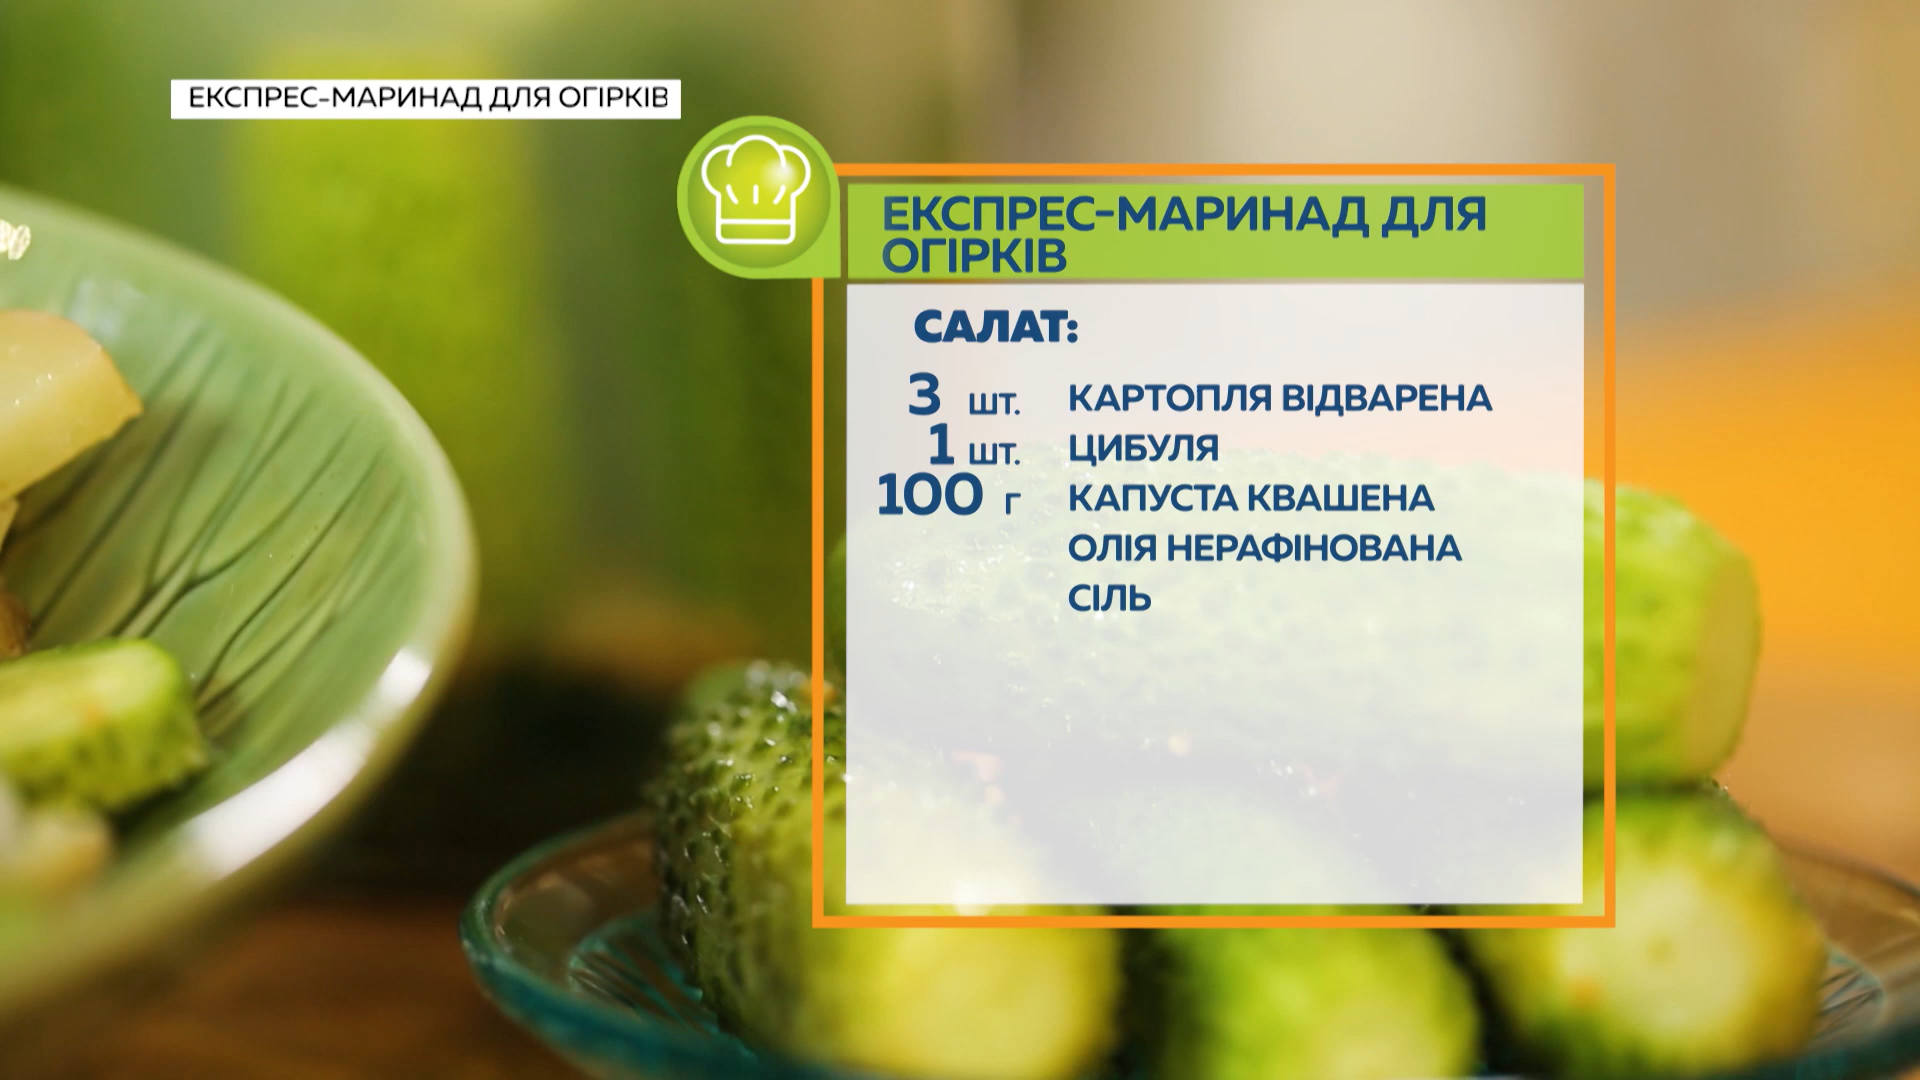 ЕКСПРЕС-МАРИНАД ДЛЯ ОГІРКІВ
ЕКСПРЕС-МАРИНАД ДЛЯ
ОГІРКІВ
САЛАТ:
3 шт. КАРТОПЛЯ ВІДВАРЕНА
1 шт. ЦИБУЛЯ
100 г КАПУСТА КВАШЕНА
ОЛІЯ НЕРАФІНОВАНА
СІЛЬ